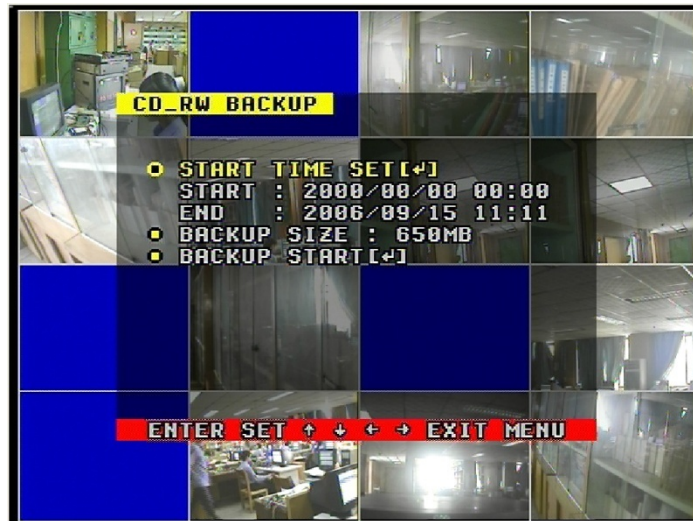 CD_RW BACKUP
START TIME SET[↵]
START : 2000/00/00 00:00
END : 2006/09/15 11:11
BACKUP SIZE : 650MB
BACKUP START[↵]
ENTER SET ↑ ↓ ← → EXIT MENU